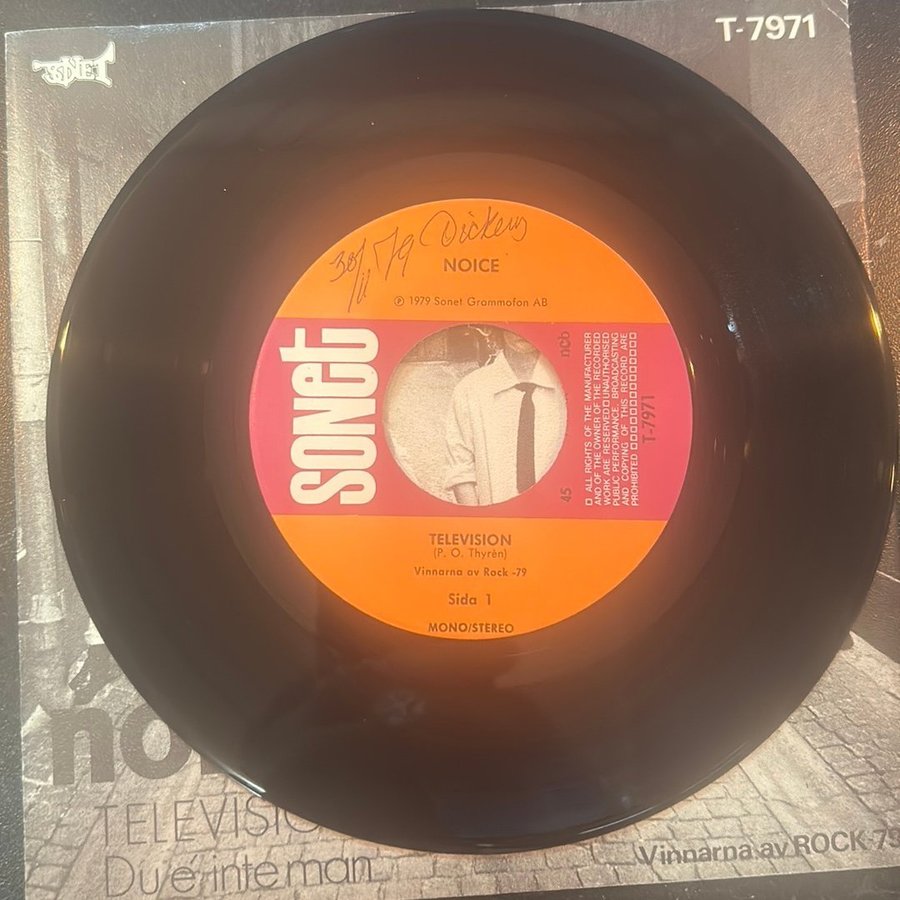 SONET
T-7971
30/11 79 Dickens
NOICE
℗ 1979 Sonet Grammofon AB
sonet
ncb
45
□ ALL RIGHTS OF THE MANUFACTURER
AND OF THE OWNER OF THE RECORDED
WORK ARE RESERVED □ UNAUTHORISED
PUBLIC PERFORMANCE, BROADCASTING
AND COPYING OF THIS RECORD ARE
PROHIBITED □□□□□□□□□□□□□
T-7971
TELEVISION
(P. O. Thyrén)
Vinnarna av Rock -79
Sida 1
MONO/STEREO
TELEVISIO
Du é inte man
Vinnarna av ROCK-79